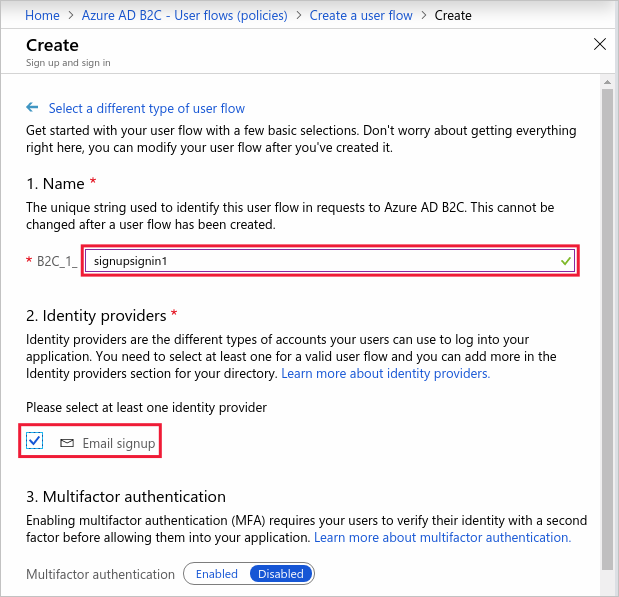 Home > Azure AD B2C - User flows (policies) > Create a user flow > Create
Create
Sign up and sign in
Select a different type of user flow
Get started with your user flow with a few basic selections. Don't worry about getting everything
right here, you can modify your user flow after you've created it.
1. Name *
The unique string used to identify this user flow in requests to Azure AD B2C. This cannot be
changed after a user flow has been created.
* B2C_1_ signupsignin1
2. Identity providers *
Identity providers are the different types of accounts your users can use to log into your
application. You need to select at least one for a valid user flow and you can add more in the
Identity providers section for your directory. Learn more about identity providers.
Please select at least one identity provider
Email signup
3. Multifactor authentication
Enabling multifactor authentication (MFA) requires your users to verify their identity with a second
factor before allowing them into your application. Learn more about multifactor authentication.
Multifactor authentication Enabled Disabled